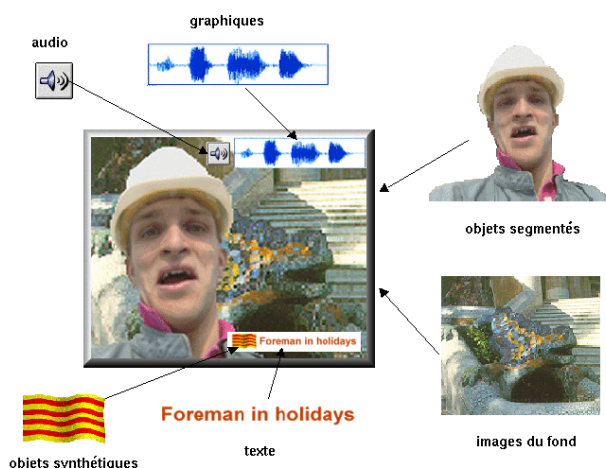 graphiques
audio
objets segmentés
Foreman in holidays
Foreman in holidays
images du fond
texte
objets synthétiques